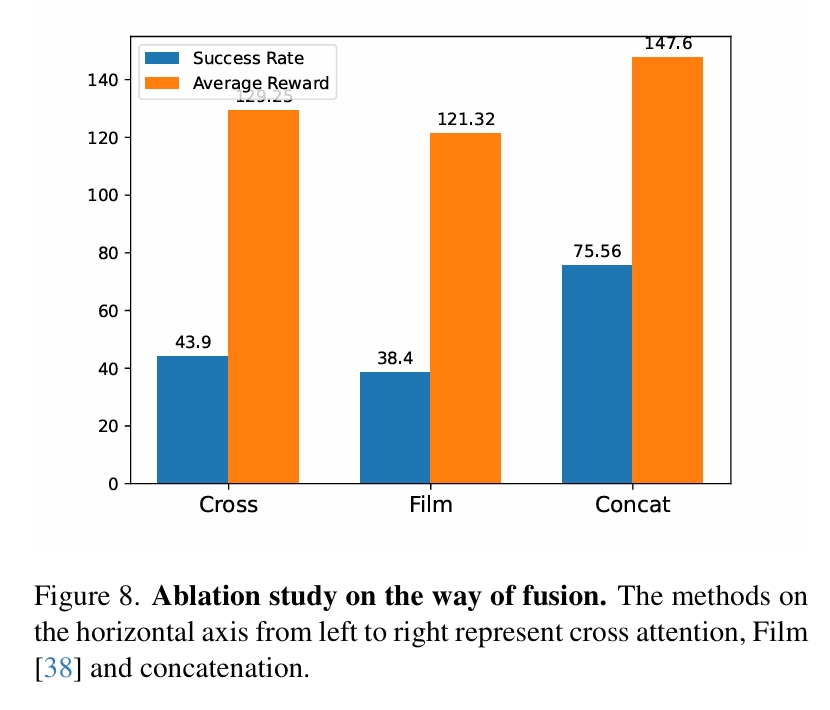 147.6
140
Success Rate
Average Reward
129.25
120
121.32
100
80
75.56
60
43.9
40
38.4
20
0
Cross Film Concat
Figure 8. Ablation study on the way of fusion. The methods on
the horizontal axis from left to right represent cross attention, Film
[38] and concatenation.